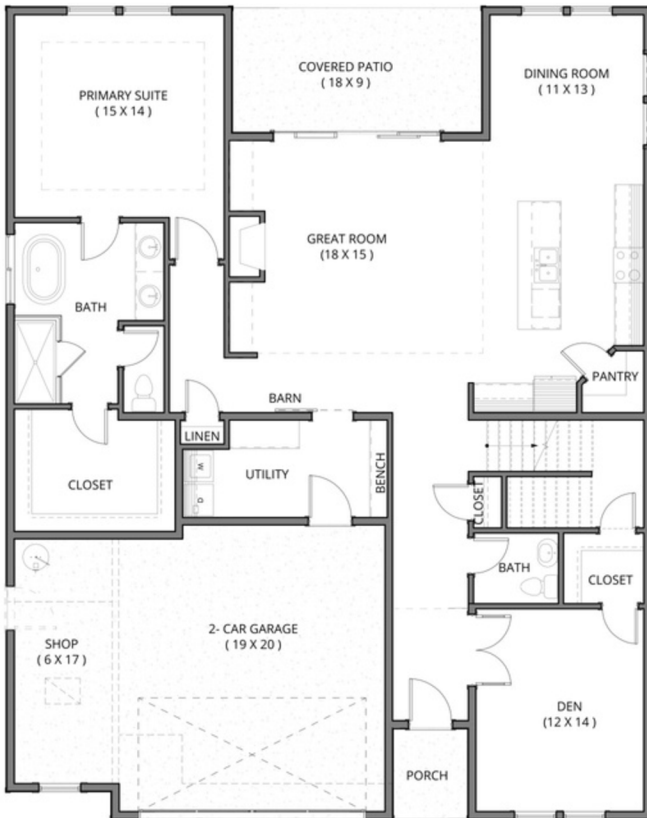 COVERED PATIO
( 18 X 9 )
DINING ROOM
( 11 X 13 )
PRIMARY SUITE
( 15 X 14 )
GREAT ROOM
(18 X 15 )
BATH
PANTRY
BARN
LINEN
UTILITY
BENCH
W
D
CLOSET
CLOSET
BATH
CLOSET
2- CAR GARAGE
( 19 X 20 )
SHOP
( 6 X 17 )
DEN
(12 X 14 )
PORCH